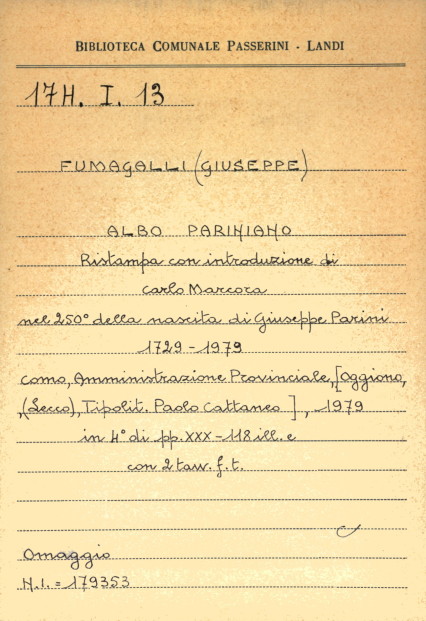 BIBLIOTECA COMUNALE PASSERINI - LANDI
17H. I. 13
FUMAGALLI (GIUSEPPE)
ALBO PARINIANO
Ristampa con introduzione di
Carlo Marcora
nel 250° della nascita di Giuseppe Parini
1729-1979
Como, Amministrazione Provinciale, [Oggiono,
(Lecco), Tipolit. Paolo Cattaneo], 1979
in 4° di pp. XXX-118 ill. e
con 2 tavv. f.t.
Omaggio
N.I. = 179353